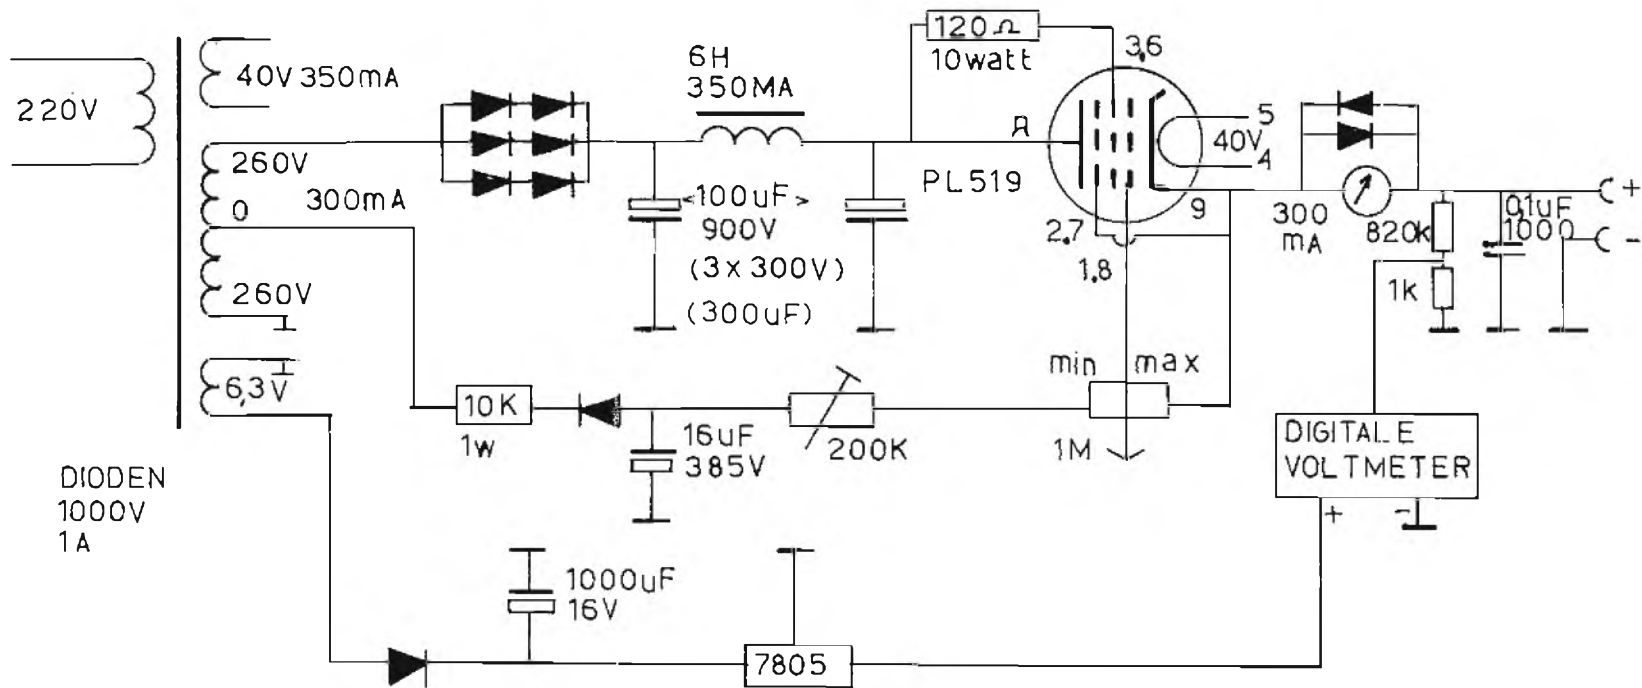 220V
40V 350mA
260V
0
300mA
260V
6,3V
DIODEN
1000V
1A
6H
350MA
<100uF>
900V
(3x300V)
(300uF)
120Ω
10watt
3,6
A
PL519
5
40V
4
9
2,7
1,8
300
mA
820k
1k
0,1uF
1000
+
-
min max
10K
1W
16uF
385V
200K
1M
DIGITALE
VOLTMETER
+ -
1000uF
16V
7805